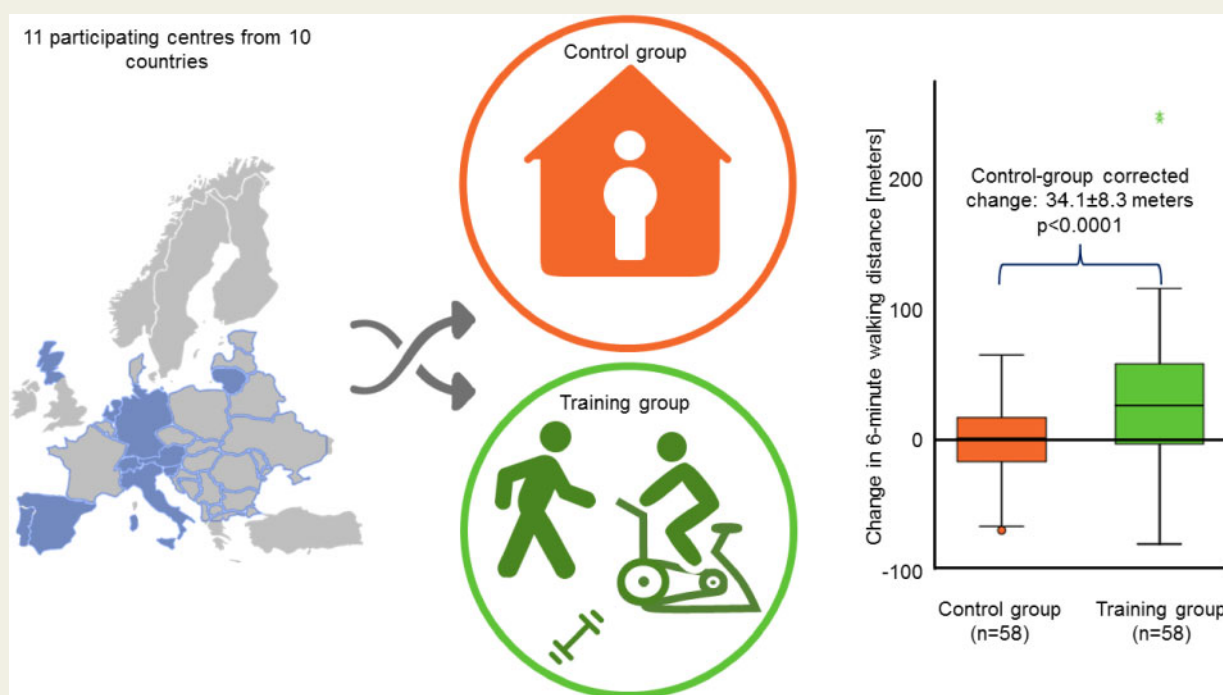 11 participating centres from 10
countries
Control group
Training group
Change in 6-minute walking distance [meters]
200
100
0
-100
Control-group corrected
change: 34.1±8.3 meters
p<0.0001
Control group
(n=58)
Training group
(n=58)